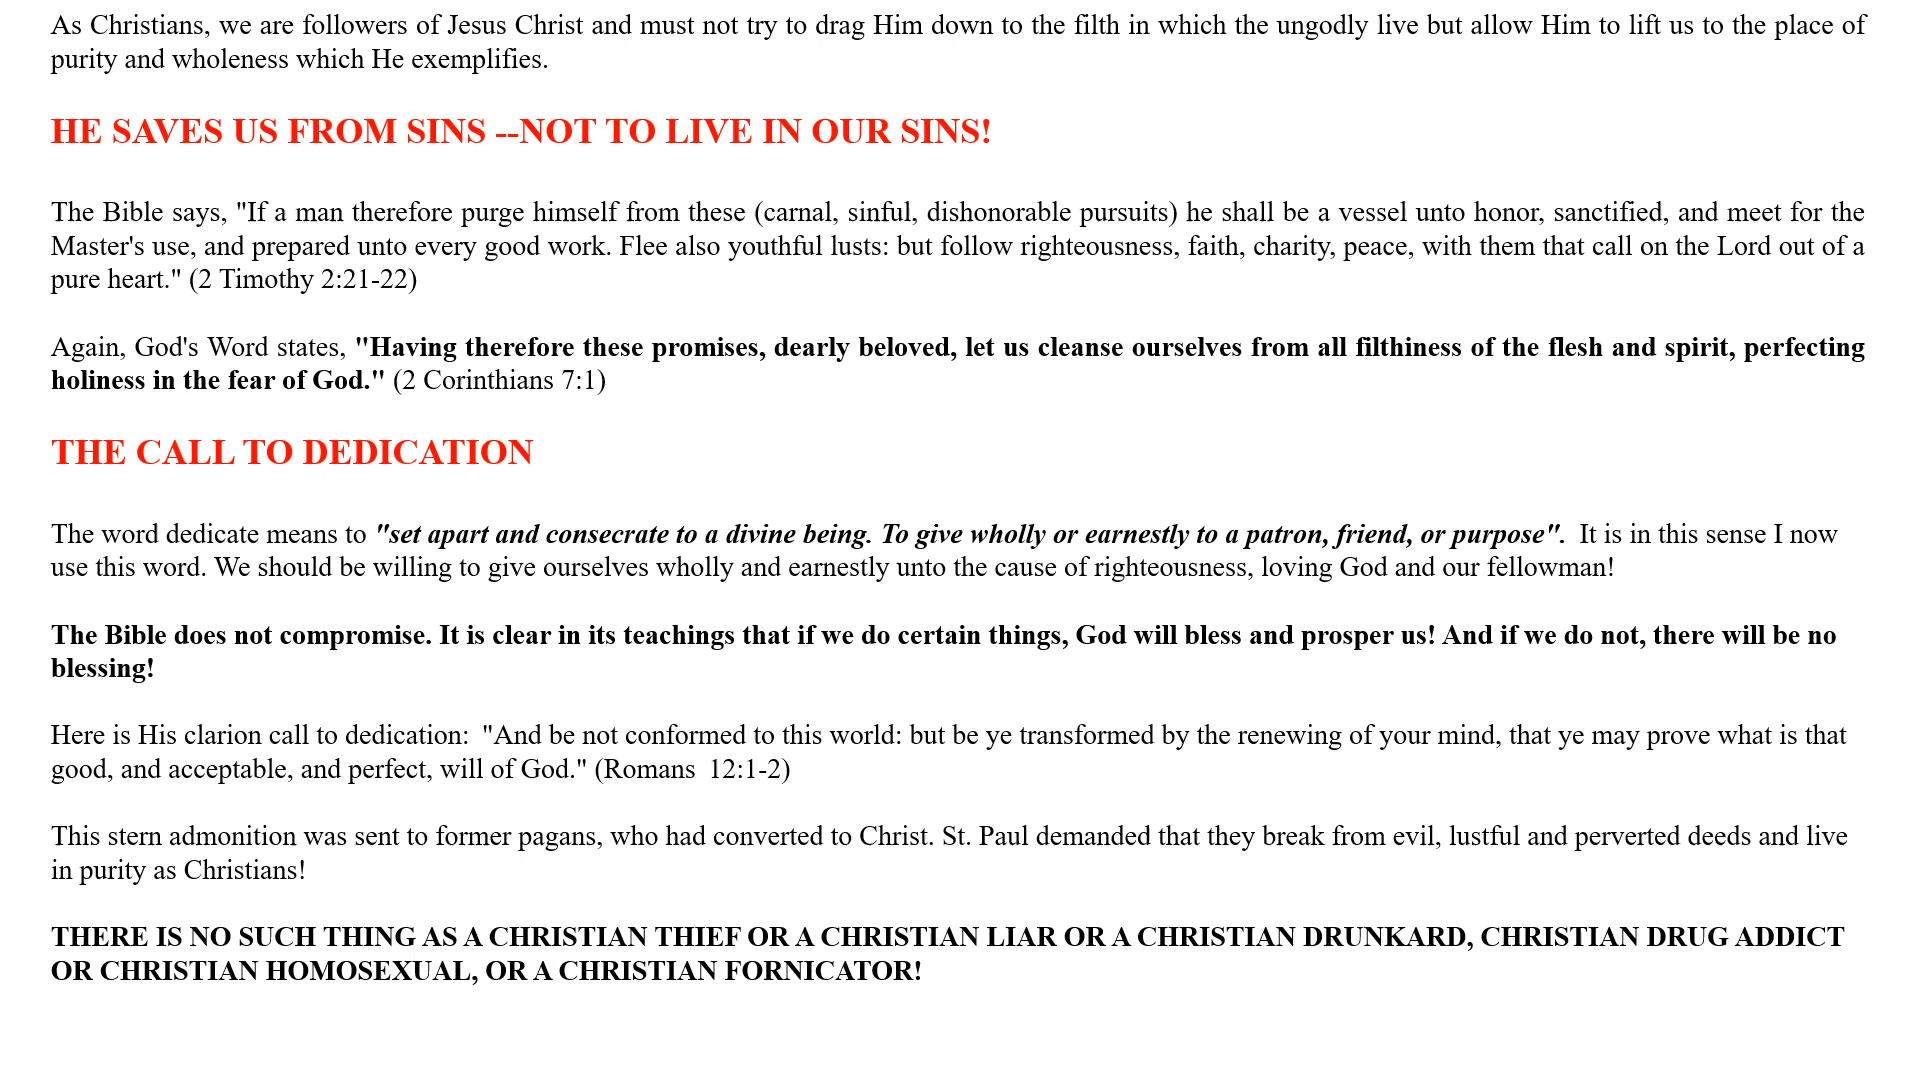 As Christians, we are followers of Jesus Christ and must not try to drag Him down to the filth in which the ungodly live but allow Him to lift us to the place of
purity and wholeness which He exemplifies.
HE SAVES US FROM SINS --NOT TO LIVE IN OUR SINS!
The Bible says, "If a man therefore purge himself from these (carnal, sinful, dishonorable pursuits) he shall be a vessel unto honor, sanctified, and meet for the
Master's use, and prepared unto every good work. Flee also youthful lusts: but follow righteousness, faith, charity, peace, with them that call on the Lord out of a
pure heart." (2 Timothy 2:21-22)
Again, God's Word states, "Having therefore these promises, dearly beloved, let us cleanse ourselves from all filthiness of the flesh and spirit, perfecting
holiness in the fear of God." (2 Corinthians 7:1)
THE CALL TO DEDICATION
The word dedicate means to "set apart and consecrate to a divine being. To give wholly or earnestly to a patron, friend, or purpose". It is in this sense I now
use this word. We should be willing to give ourselves wholly and earnestly unto the cause of righteousness, loving God and our fellowman!
The Bible does not compromise. It is clear in its teachings that if we do certain things, God will bless and prosper us! And if we do not, there will be no
blessing!
Here is His clarion call to dedication: "And be not conformed to this world: but be ye transformed by the renewing of your mind, that ye may prove what is that
good, and acceptable, and perfect, will of God." (Romans 12:1-2)
This stern admonition was sent to former pagans, who had converted to Christ. St. Paul demanded that they break from evil, lustful and perverted deeds and live
in purity as Christians!
THERE IS NO SUCH THING AS A CHRISTIAN THIEF OR A CHRISTIAN LIAR OR A CHRISTIAN DRUNKARD, CHRISTIAN DRUG ADDICT
OR CHRISTIAN HOMOSEXUAL, OR A CHRISTIAN FORNICATOR!